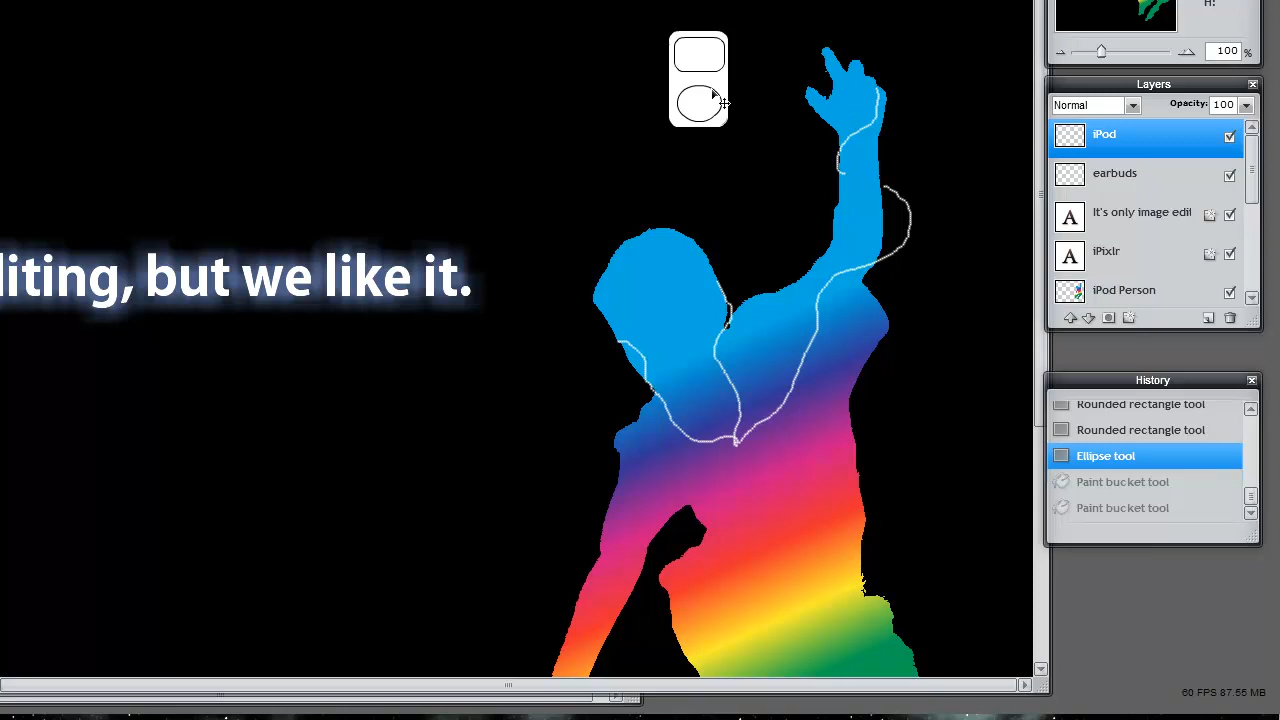 H:
100 %
Layers
Normal
Opacity: 100
iPod
earbuds
It's only image edit
A
iPixlr
A
iPod Person
liting, but we like it.
History
Rounded rectangle tool
Rounded rectangle tool
Ellipse tool
Paint bucket tool
Paint bucket tool
60 FPS 87.55 MB